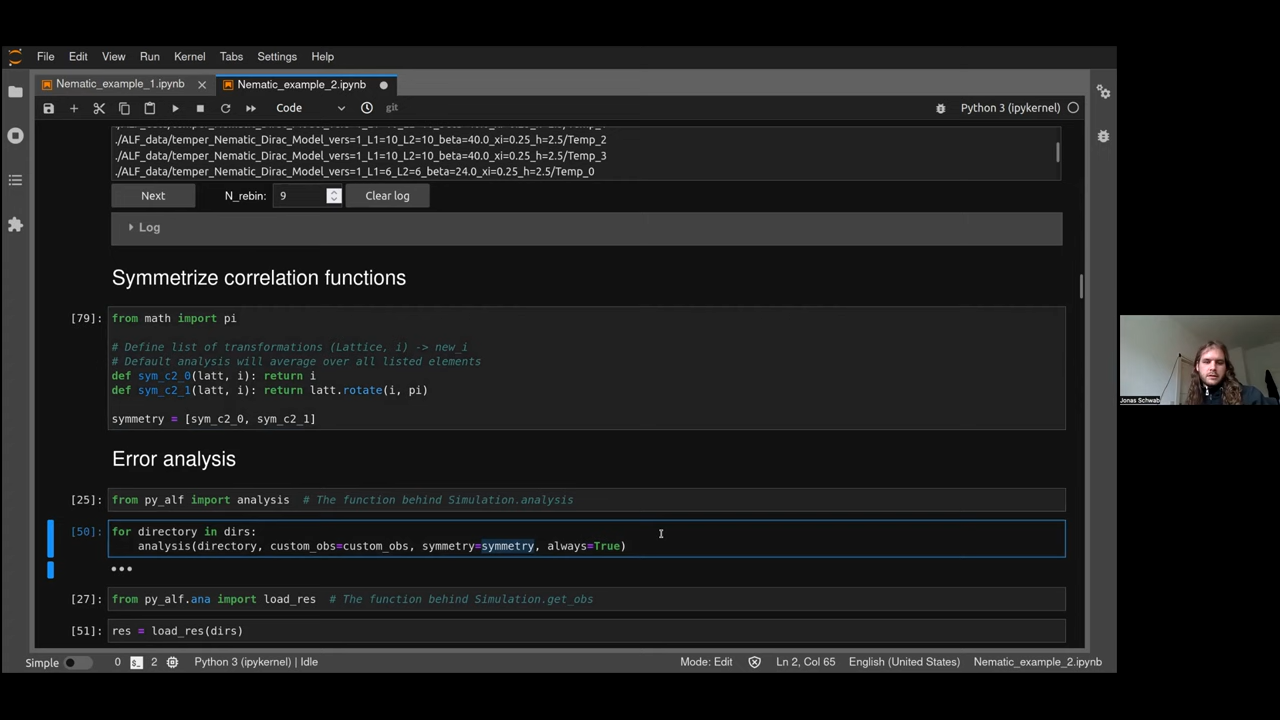 File Edit View Run Kernel Tabs Settings Help
Nematic_example_1.ipynb Nematic_example_2.ipynb
Code git Python 3 (ipykernel)
./ALF_data/temper_Nematic_Dirac_Model_vers=1_L1=10_L2=10_beta=40.0_xi=0.25_h=2.5/Temp_2
./ALF_data/temper_Nematic_Dirac_Model_vers=1_L1=10_L2=10_beta=40.0_xi=0.25_h=2.5/Temp_3
./ALF_data/temper_Nematic_Dirac_Model_vers=1_L1=6_L2=6_beta=24.0_xi=0.25_h=2.5/Temp_0
Next N_rebin: 9 Clear log
Log
Symmetrize correlation functions
[79]: from math import pi
# Define list of transformations (Lattice, i) -> new_i
# Default analysis will average over all listed elements
def sym_c2_0(latt, i): return i
def sym_c2_1(latt, i): return latt.rotate(i, pi)
symmetry = [sym_c2_0, sym_c2_1]
Error analysis
[25]: from py_alf import analysis # The function behind Simulation.analysis
[50]: for directory in dirs:
analysis(directory, custom_obs=custom_obs, symmetry=symmetry, always=True)
[27]: from py_alf.ana import load_res # The function behind Simulation.get_obs
[51]: res = load_res(dirs)
Simple 0 2 Python 3 (ipykernel) | Idle Mode: Edit Ln 2, Col 65 English (United States) Nematic_example_2.ipynb
Jonas Schwab